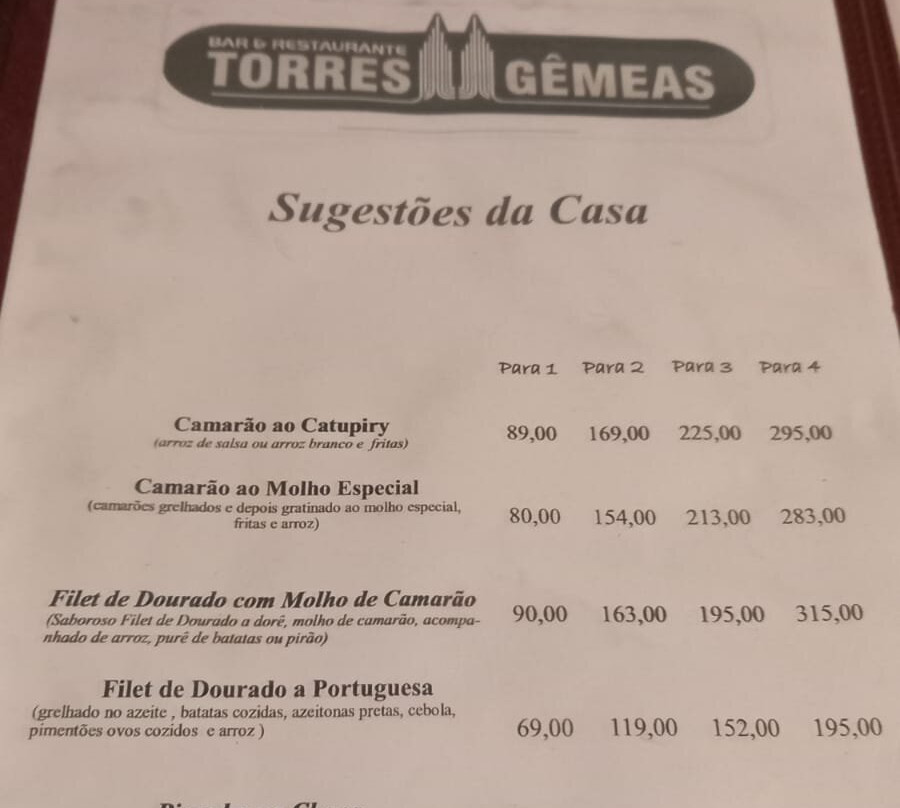 BAR & RESTAURANTE
TORRES GÊMEAS
Sugestões da Casa
Para 1 Para 2 Para 3 Para 4
Camarão ao Catupiry
(arroz de salsa ou arroz branco e fritas)
89,00 169,00 225,00 295,00
Camarão ao Molho Especial
(camarões grelhados e depois gratinado ao molho especial,
fritas e arroz)
80,00 154,00 213,00 283,00
Filet de Dourado com Molho de Camarão
(Saboroso Filet de Dourado a dorê, molho de camarão, acompa-
nhado de arroz, purê de batatas ou pirão)
90,00 163,00 195,00 315,00
Filet de Dourado a Portuguesa
(grelhado no azeite , batatas cozidas, azeitonas pretas, cebola,
pimentões ovos cozidos e arroz )
69,00 119,00 152,00 195,00